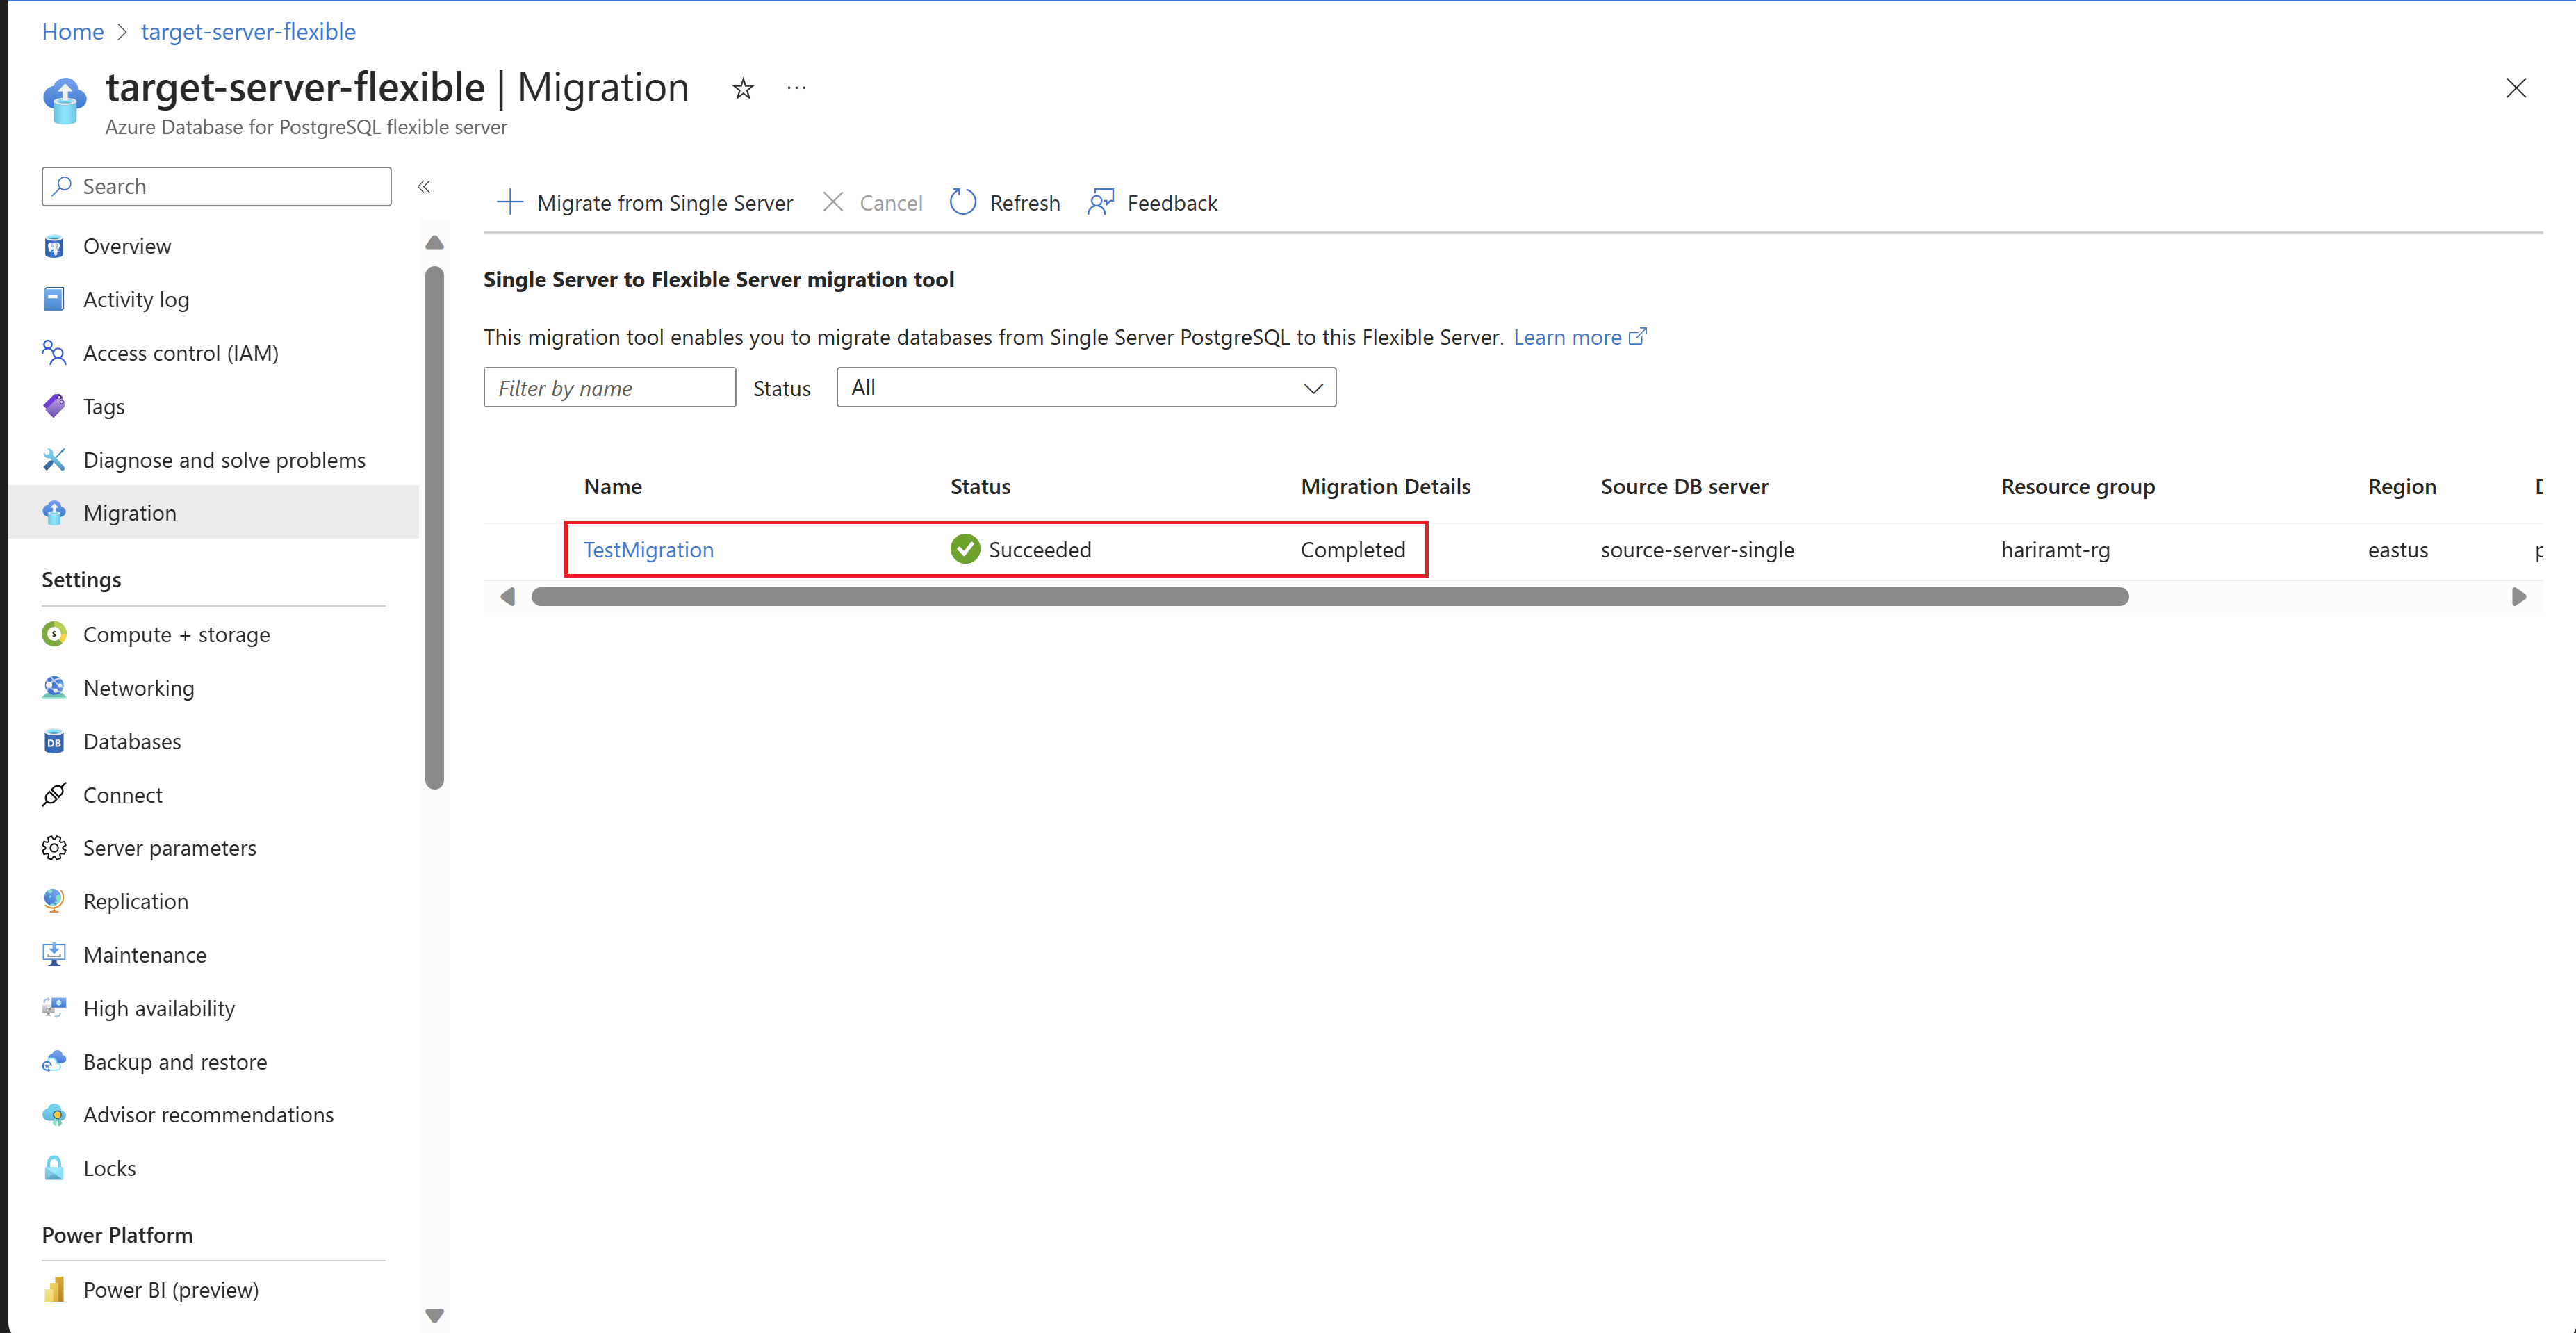 Home > target-server-flexible
target-server-flexible | Migration
Azure Database for PostgreSQL flexible server
Search
Overview
Activity log
Access control (IAM)
Tags
Diagnose and solve problems
Migration
Settings
Compute + storage
Networking
Databases
Connect
Server parameters
Replication
Maintenance
High availability
Backup and restore
Advisor recommendations
Locks
Power Platform
Power BI (preview)
Migrate from Single Server Cancel Refresh Feedback
Single Server to Flexible Server migration tool
This migration tool enables you to migrate databases from Single Server PostgreSQL to this Flexible Server. Learn more
Filter by name Status All
Name Status Migration Details Source DB server Resource group Region
TestMigration Succeeded Completed source-server-single hariramt-rg eastus